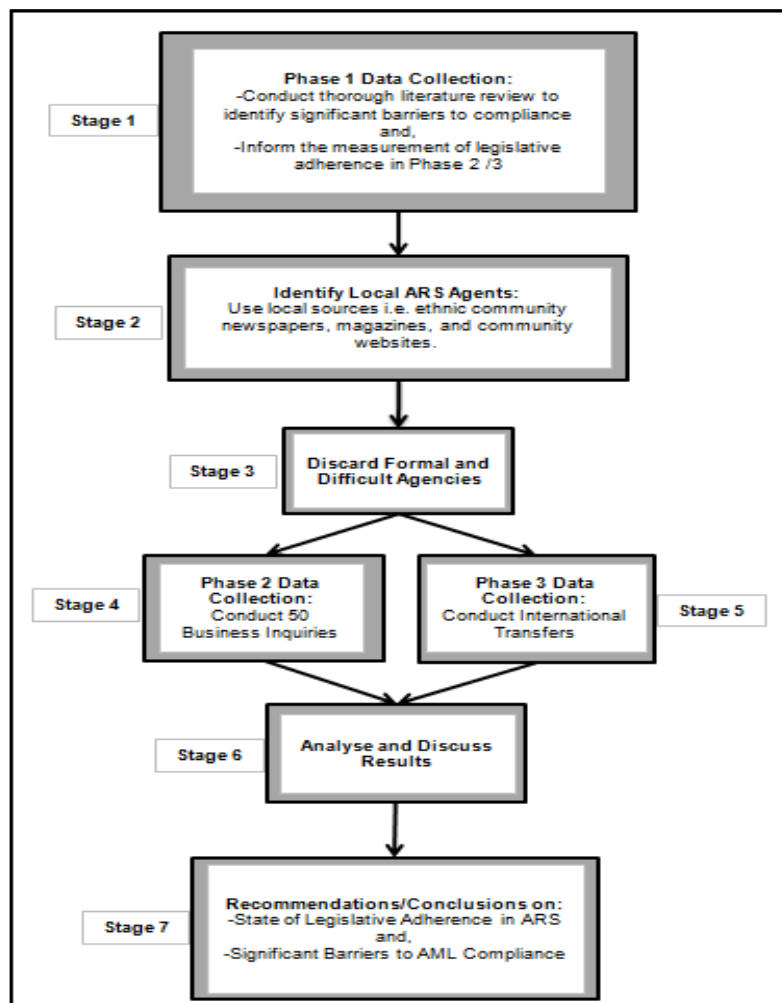 Stage 1
Phase 1 Data Collection:
-Conduct thorough literature review to
identify significant barriers to compliance
and,
-Inform the measurement of legislative
adherence in Phase 2 /3
Stage 2
Identify Local ARS Agents:
Use local sources i.e. ethnic community
newspapers, magazines, and community
websites.
Stage 3
Discard Formal and
Difficult Agencies
Stage 4
Phase 2 Data
Collection:
Conduct 50
Business Inquiries
Phase 3 Data
Collection:
Conduct International
Transfers
Stage 5
Stage 6
Analyse and Discuss
Results
Stage 7
Recommendations/Conclusions on:
-State of Legislative Adherence in ARS
and,
-Significant Barriers to AML Compliance